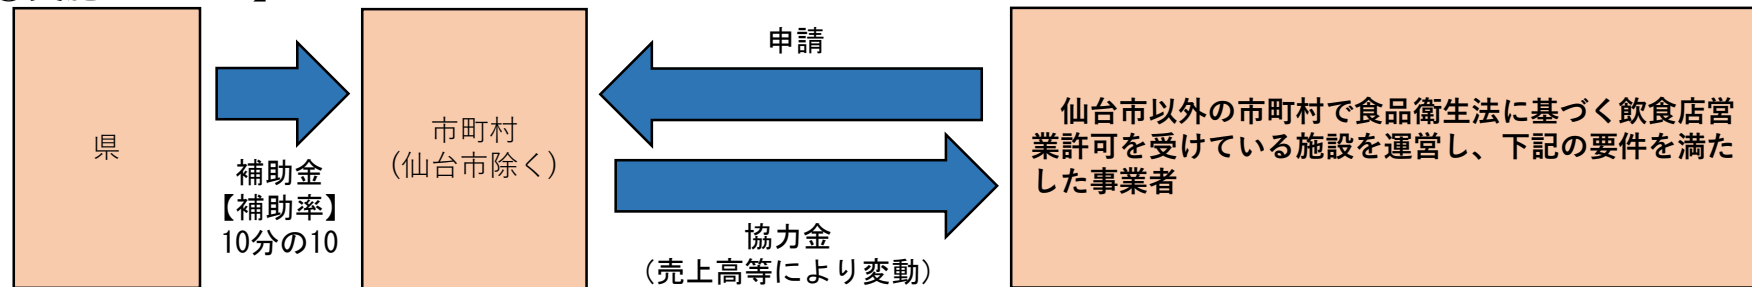 県
補助金
【補助率】
10分の10
市町村
(仙台市除く)
申請
協力金
（売上高等により変動）
仙台市以外の市町村で食品衛生法に基づく飲食店営
業許可を受けている施設を運営し、下記の要件を満た
した事業者